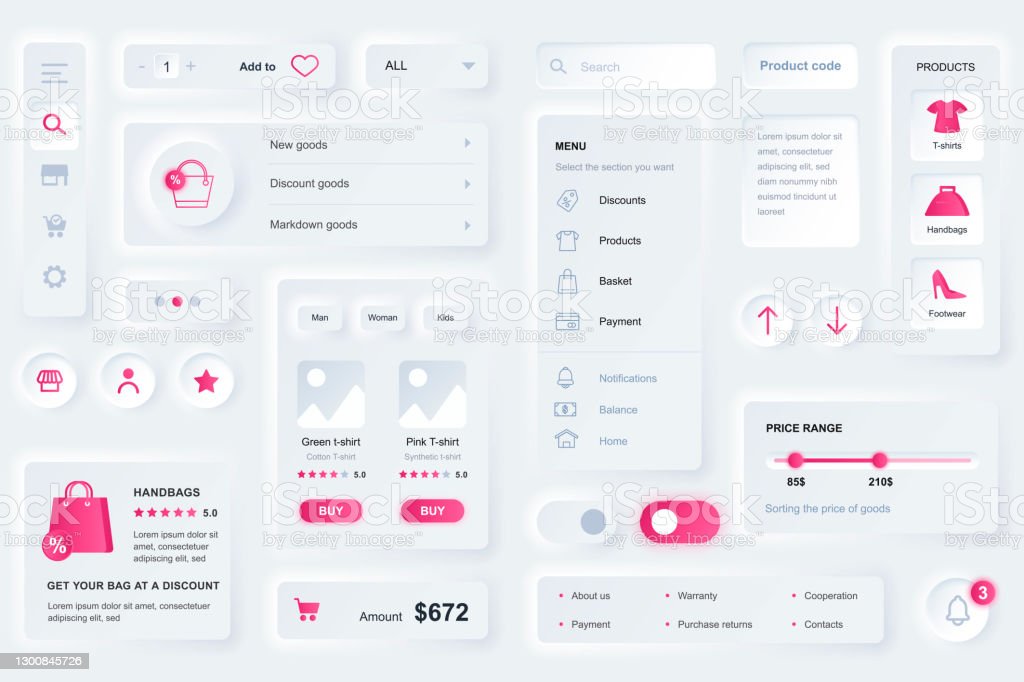 - 1 + Add to
ALL
Search
Product code
PRODUCTS
T-shirts
Handbags
Footwear
New goods
Discount goods
Markdown goods
%
MENU
Select the section you want
Discounts
Products
Basket
Payment
Notifications
Balance
Home
Lorem ipsum dolor sit
amet, consectetuer
adipiscing elit, sed
diam nonummy nibh
euismod tincidunt ut
laoreet
Man Woman Kids
Green t-shirt
Cotton T-shirt
5.0
BUY
Pink T-shirt
Synthetic t-shirt
5.0
BUY
PRICE RANGE
85$ 210$
Sorting the price of goods
%
HANDBAGS
5.0
Lorem ipsum dolor
amet, consectetuer
adipiscing elit, sed
GET YOUR BAG AT A DISCOUNT
Lorem ipsum dolor sit
amet, consectetuer adipiscing elit
Amount $672
• About us • Warranty • Cooperation
• Payment • Purchase returns • Contacts
3
iStock
by Getty Images™
iStock
Credit: Getty Images
1300845726